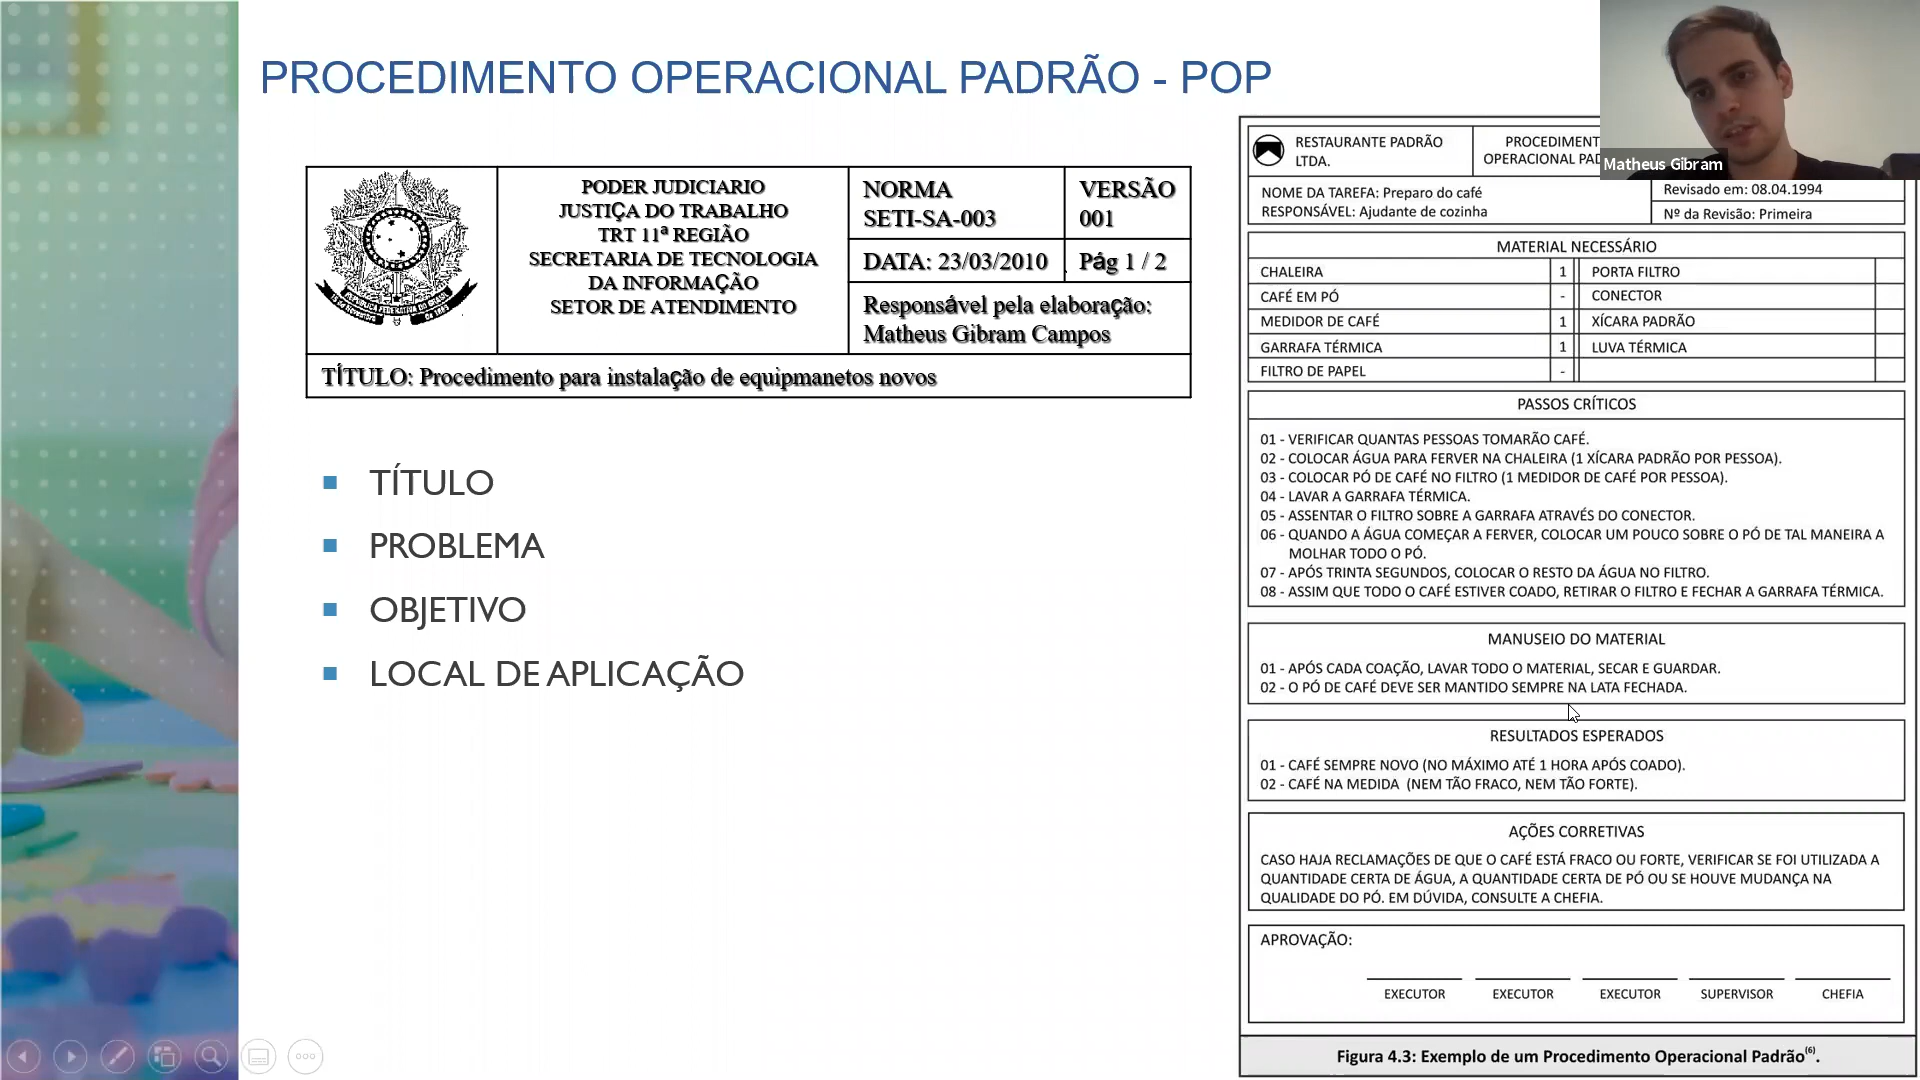 PROCEDIMENTO OPERACIONAL PADRÃO - POP
PODER JUDICIARIO
JUSTIÇA DO TRABALHO
TRT 11ª REGIÃO
SECRETARIA DE TECNOLOGIA
DA INFORMAÇÃO
SETOR DE ATENDIMENTO
NORMA
SETI-SA-003
VERSÃO
001
DATA: 23/03/2010
Pág 1 / 2
Responsável pela elaboração:
Matheus Gibram Campos
TÍTULO: Procedimento para instalação de equipmanetos novos
TÍTULO
PROBLEMA
OBJETIVO
LOCAL DE APLICAÇÃO
Matheus Gibram
RESTAURANTE PADRÃO
LTDA.
PROCEDIMENT
OPERACIONAL PAD
NOME DA TAREFA: Preparo do café
RESPONSÁVEL: Ajudante de cozinha
Revisado em: 08.04.1994
Nº da Revisão: Primeira
MATERIAL NECESSÁRIO
CHALEIRA 1 PORTA FILTRO
CAFÉ EM PÓ - CONECTOR
MEDIDOR DE CAFÉ 1 XÍCARA PADRÃO
GARRAFA TÉRMICA 1 LUVA TÉRMICA
FILTRO DE PAPEL -
PASSOS CRÍTICOS
01 - VERIFICAR QUANTAS PESSOAS TOMARÃO CAFÉ.
02 - COLOCAR ÁGUA PARA FERVER NA CHALEIRA (1 XÍCARA PADRÃO POR PESSOA).
03 - COLOCAR PÓ DE CAFÉ NO FILTRO (1 MEDIDOR DE CAFÉ POR PESSOA).
04 - LAVAR A GARRAFA TÉRMICA.
05 - ASSENTAR O FILTRO SOBRE A GARRAFA ATRAVÉS DO CONECTOR.
06 - QUANDO A ÁGUA COMEÇAR A FERVER, COLOCAR UM POUCO SOBRE O PÓ DE TAL MANEIRA A
MOLHAR TODO O PÓ.
07 - APÓS TRINTA SEGUNDOS, COLOCAR O RESTO DA ÁGUA NO FILTRO.
08 - ASSIM QUE TODO O CAFÉ ESTIVER COADO, RETIRAR O FILTRO E FECHAR A GARRAFA TÉRMICA.
MANUSEIO DO MATERIAL
01 - APÓS CADA COAÇÃO, LAVAR TODO O MATERIAL, SECAR E GUARDAR.
02 - O PÓ DE CAFÉ DEVE SER MANTIDO SEMPRE NA LATA FECHADA.
RESULTADOS ESPERADOS
01 - CAFÉ SEMPRE NOVO (NO MÁXIMO ATÉ 1 HORA APÓS COADO).
02 - CAFÉ NA MEDIDA (NEM TÃO FRACO, NEM TÃO FORTE).
AÇÕES CORRETIVAS
CASO HAJA RECLAMAÇÕES DE QUE O CAFÉ ESTÁ FRACO OU FORTE, VERIFICAR SE FOI UTILIZADA A
QUANTIDADE CERTA DE ÁGUA, A QUANTIDADE CERTA DE PÓ OU SE HOUVE MUDANÇA NA
QUALIDADE DO PÓ. EM DÚVIDA, CONSULTE A CHEFIA.
APROVAÇÃO:
EXECUTOR EXECUTOR EXECUTOR SUPERVISOR CHEFIA
Figura 4.3: Exemplo de um Procedimento Operacional Padrão(6).